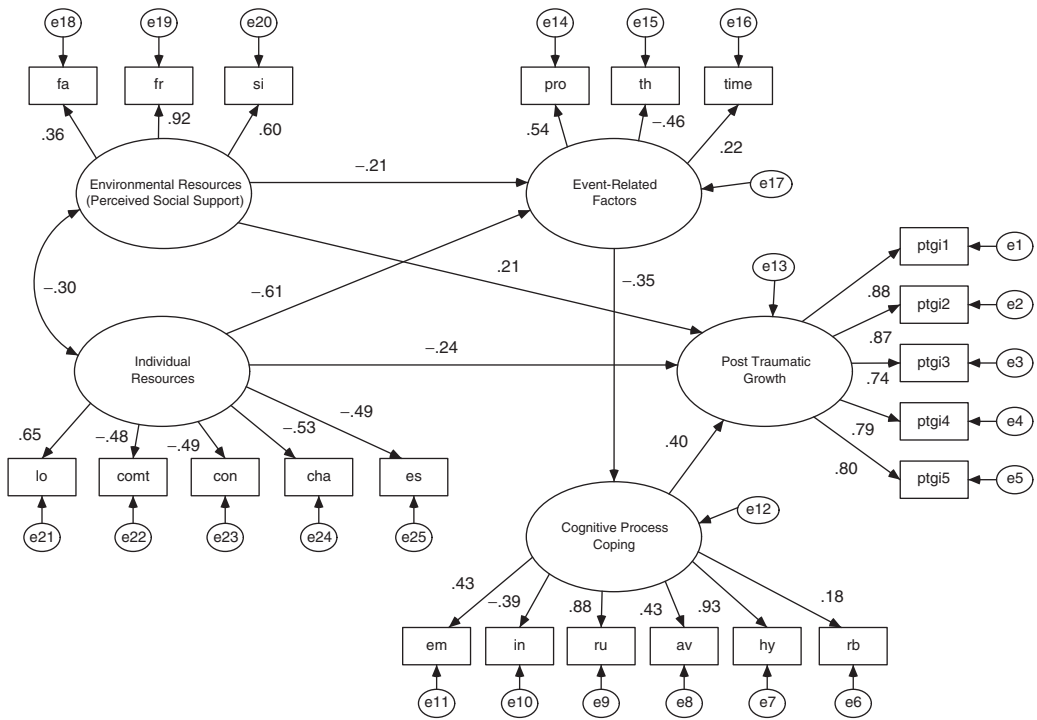 e18
e19
e20
e14
e15
e16
fa
fr
si
pro
th
time
.36
.92
.60
.54
–.46
.22
Environmental Resources
(Perceived Social Support)
–.21
Event-Related
Factors
e17
–.30
–.61
.21
–.35
e13
ptgi1
e1
.88
ptgi2
e2
.87
ptgi3
e3
.74
ptgi4
e4
.79
ptgi5
e5
.80
Individual
Resources
–.24
Post Traumatic
Growth
.65
–.48
–.49
–.53
–.49
.40
lo
comt
con
cha
es
e21
e22
e23
e24
e25
Cognitive Process
Coping
e12
.43
–.39
.88
.43
.93
.18
em
in
ru
av
hy
rb
e11
e10
e9
e8
e7
e6